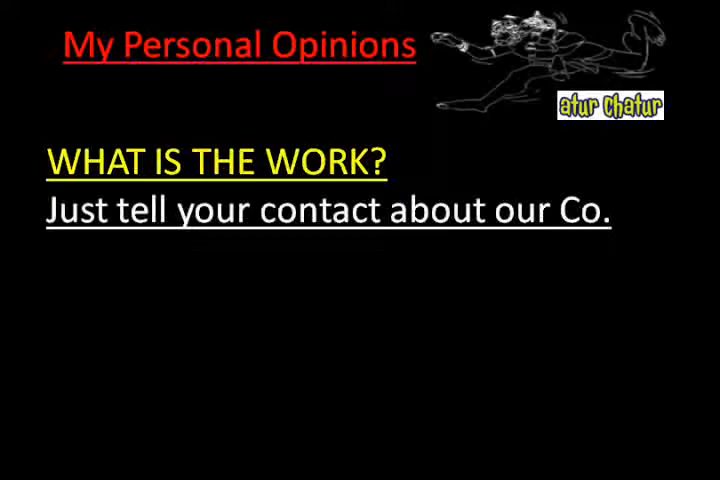 My Personal Opinions
atur chatur
WHAT IS THE WORK?
Just tell your contact about our Co.